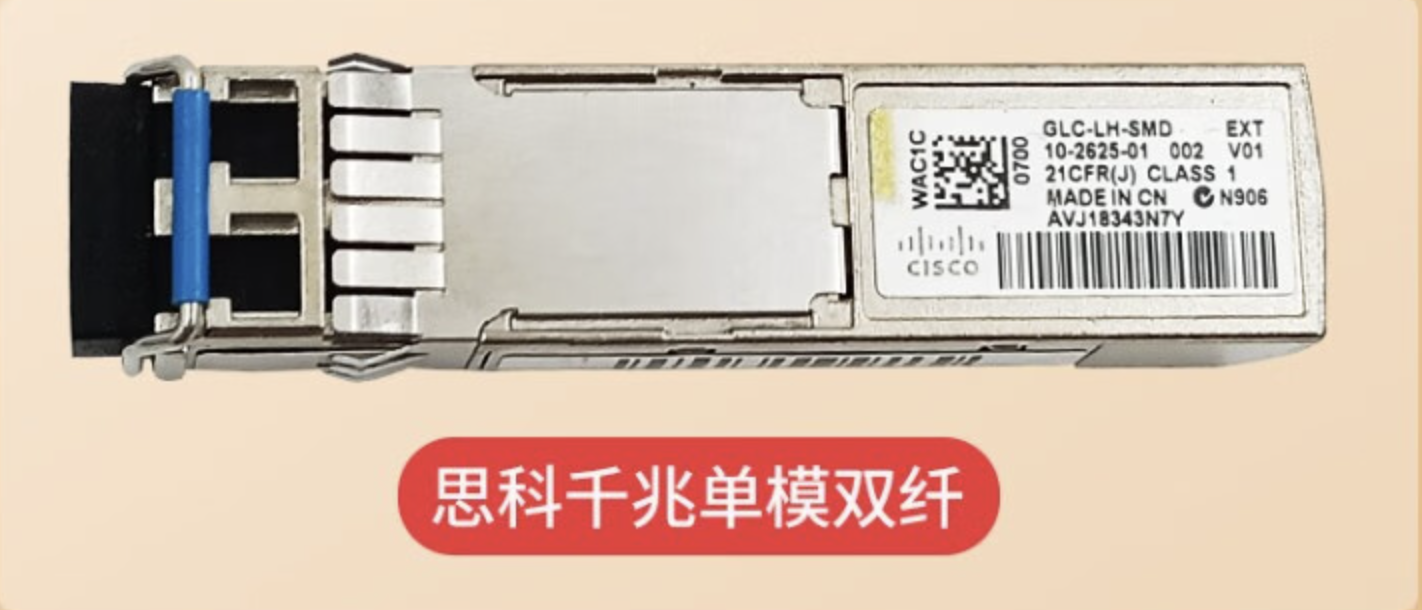 WAC1C
0700
GLC-LH-SMD EXT
10-2625-01 002 V01
21CFR(J) CLASS 1
MADE IN CN N906
AVJ18343N7Y
CISCO
思科千兆单模双纤